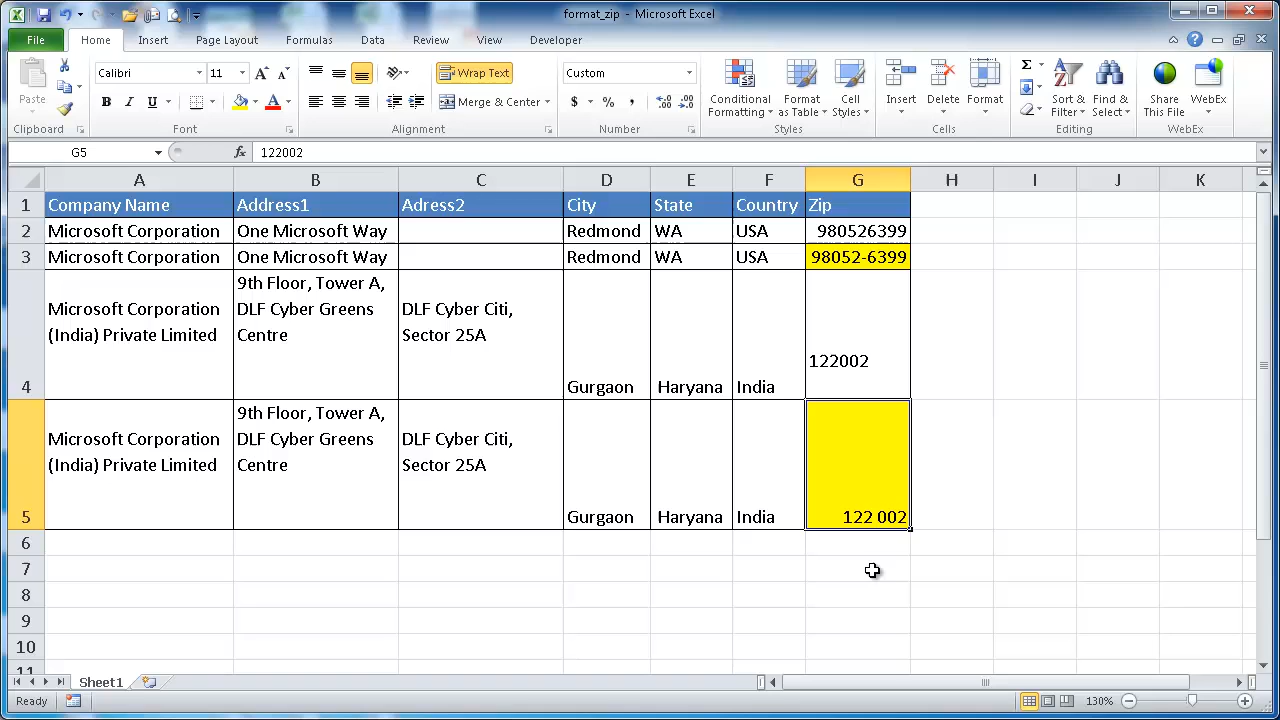 format_zip - Microsoft Excel
File Home Insert Page Layout Formulas Data Review View Developer
Paste
Calibri 11
B I U
Wrap Text
Merge & Center
Custom
$ % ,
Conditional Formatting
Format as Table
Cell Styles
Insert
Delete
Format
Σ
Sort & Filter
Find & Select
Share This File
WebEx
Clipboard Font Alignment Number Styles Cells Editing WebEx
G5 fx 122002
A B C D E F G H I J K
1 Company Name Address1 Adress2 City State Country Zip
2 Microsoft Corporation One Microsoft Way Redmond WA USA 980526399
3 Microsoft Corporation One Microsoft Way Redmond WA USA 98052-6399
4 Microsoft Corporation (India) Private Limited 9th Floor, Tower A, DLF Cyber Greens Centre DLF Cyber Citi, Sector 25A Gurgaon Haryana India 122002
5 Microsoft Corporation (India) Private Limited 9th Floor, Tower A, DLF Cyber Greens Centre DLF Cyber Citi, Sector 25A Gurgaon Haryana India 122 002
6
7
8
9
10
11
Sheet1
Ready 130%